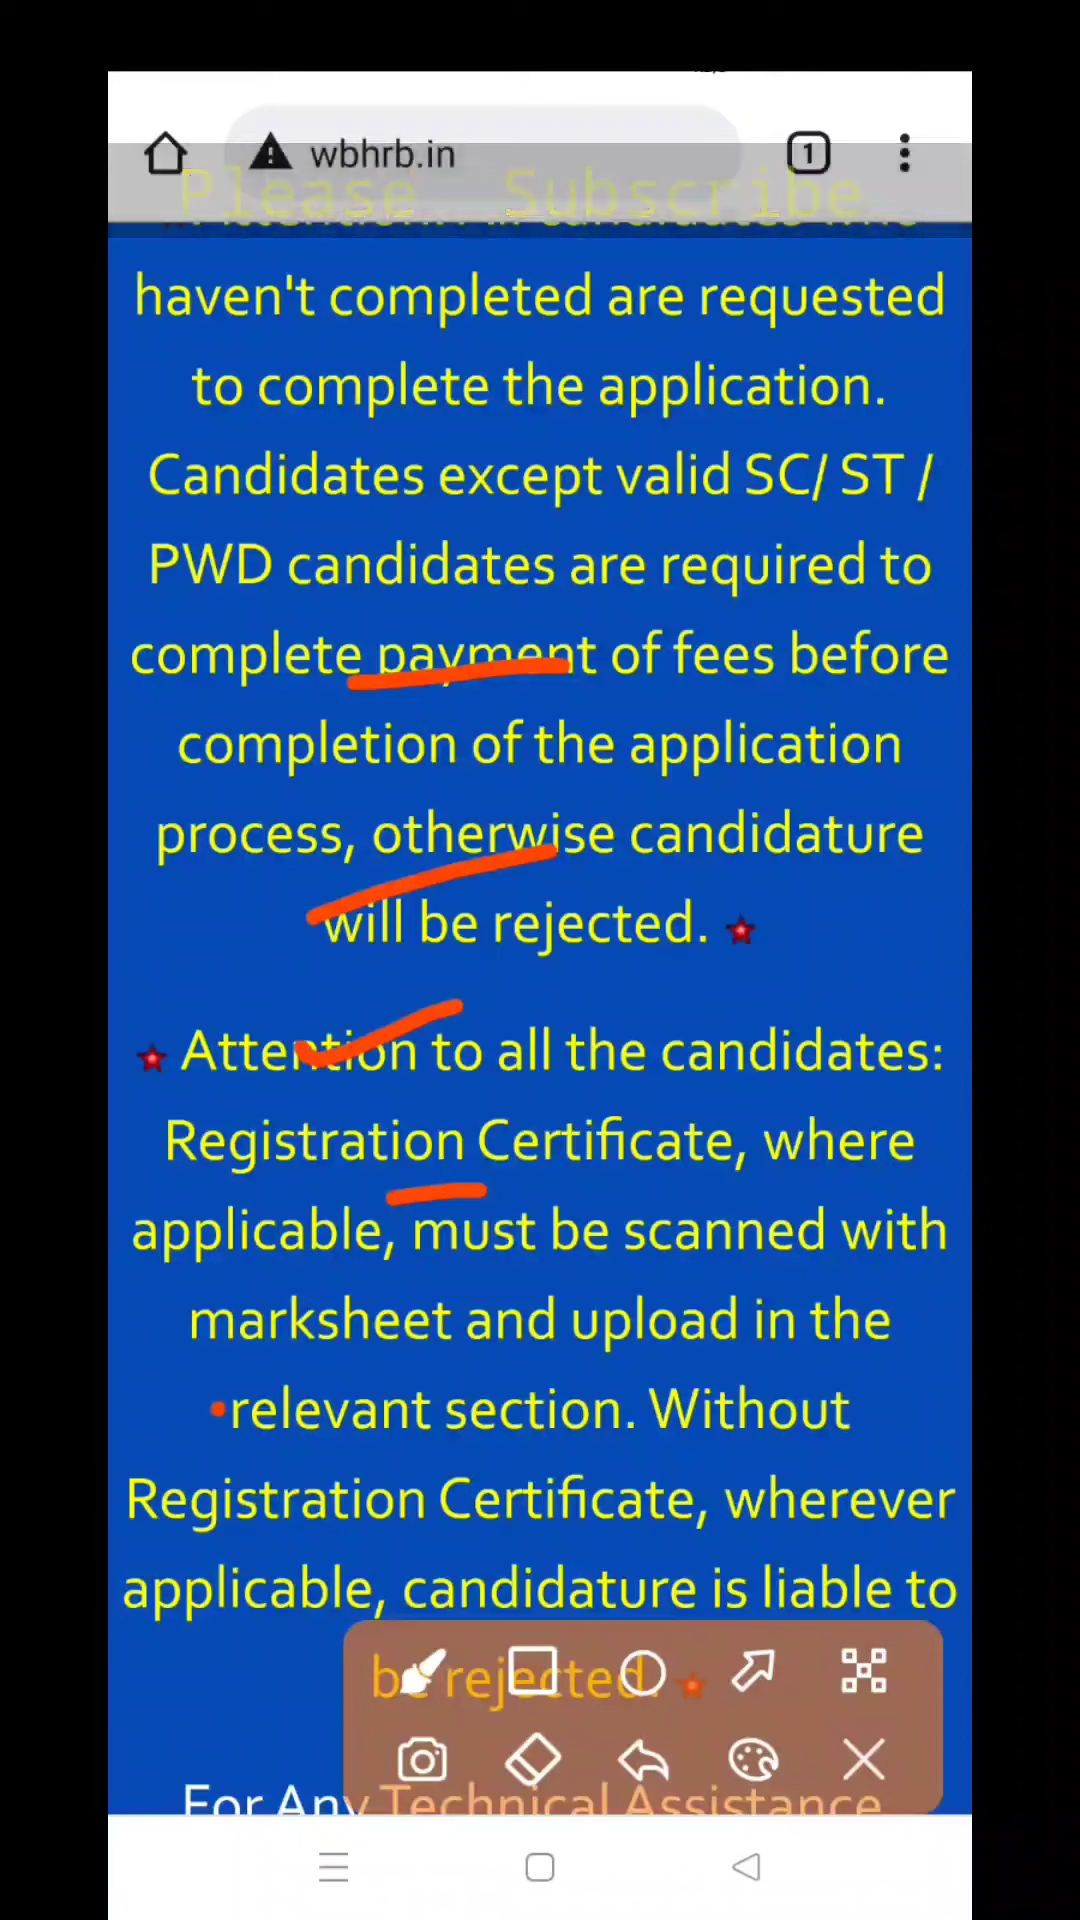 wbhrb.in
1
Please Subscribe
haven't completed are requested
to complete the application.
Candidates except valid SC/ ST /
PWD candidates are required to
complete payment of fees before
completion of the application
process, otherwise candidature
will be rejected.
Attention to all the candidates:
Registration Certificate, where
applicable, must be scanned with
marksheet and upload in the
relevant section. Without
Registration Certificate, wherever
applicable, candidature is liable to
be rejected.
For Any Technical Assistance